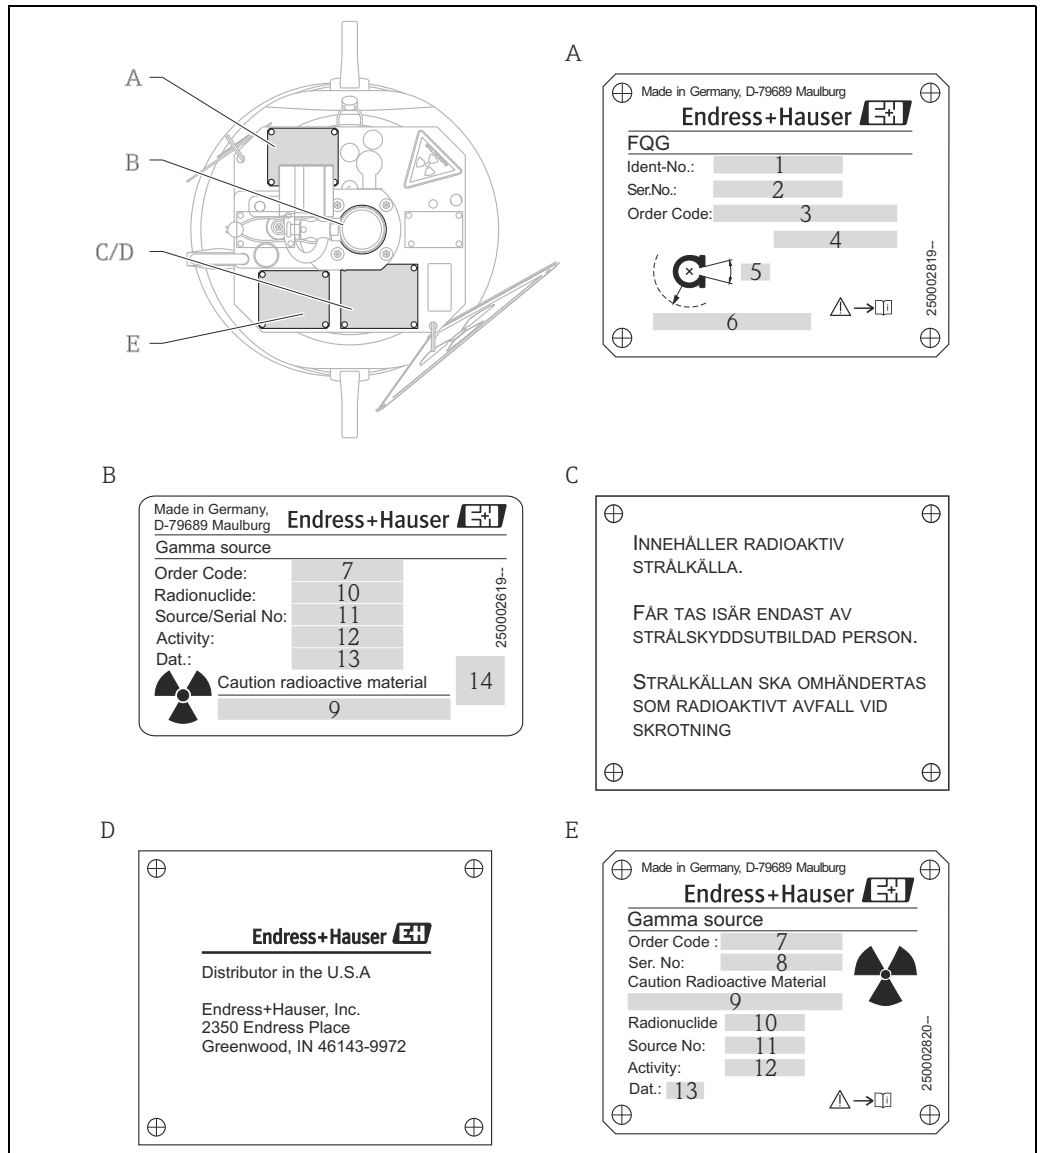 A
B
C/D
E
A
Made in Germany, D-79689 Maulburg
Endress+Hauser EH
FQG
Ident-No.: 1
Ser.No.: 2
Order Code: 3
4
5
6
250002819--
B
Made in Germany,
D-79689 Maulburg
Endress+Hauser EH
Gamma source
Order Code: 7
Radionuclide: 10
Source/Serial No: 11
Activity: 12
Dat.: 13
Caution radioactive material
9
14
250002619--
C
INNEHÅLLER RADIOAKTIV
STRÅLKÄLLA.
FÅR TAS ISÄR ENDAST AV
STRÅLSKYDDSUTBILDAD PERSON.
STRÅLKÄLLAN SKA OMHÄNDERTAS
SOM RADIOAKTIVT AVFALL VID
SKROTNING
D
Endress+Hauser EH
Distributor in the U.S.A
Endress+Hauser, Inc.
2350 Endress Place
Greenwood, IN 46143-9972
E
Made in Germany, D-79689 Maulburg
Endress+Hauser EH
Gamma source
Order Code : 7
Ser. No: 8
Caution Radioactive Material
9
Radionuclide 10
Source No: 11
Activity: 12
Dat.: 13
250002820--